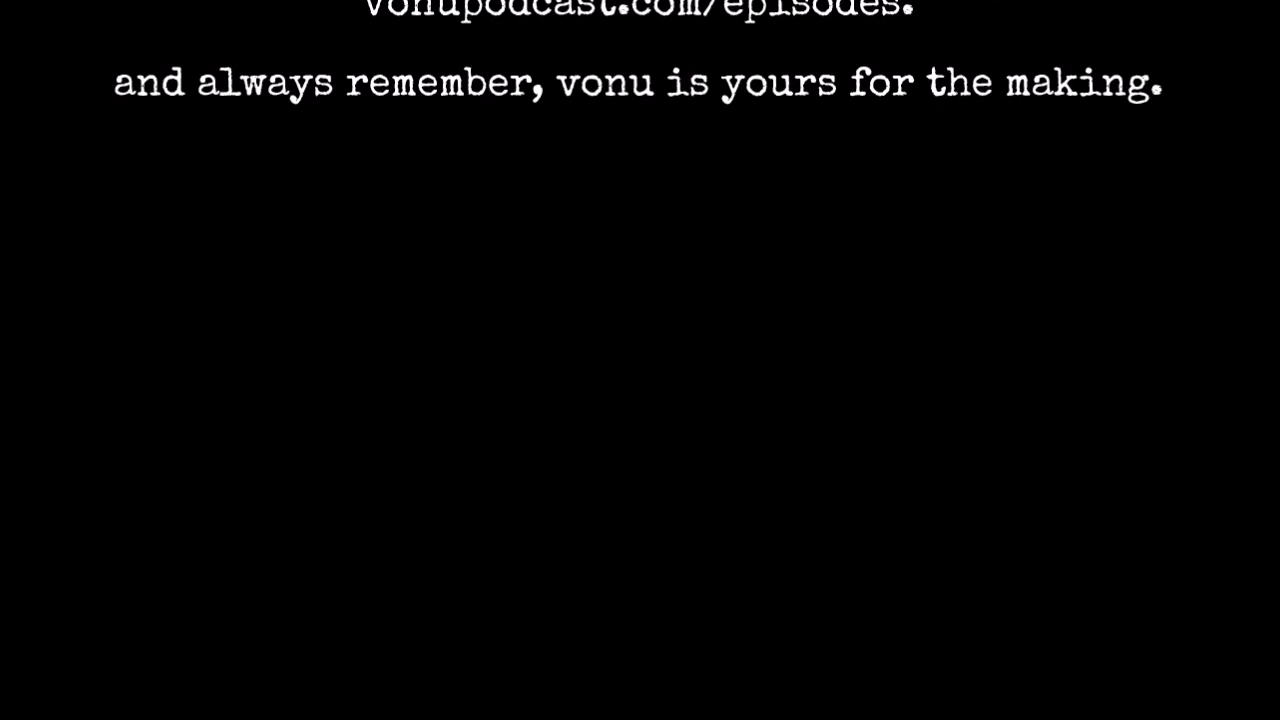 vonupodcast.com/episodes.
and always remember, vonu is yours for the making.